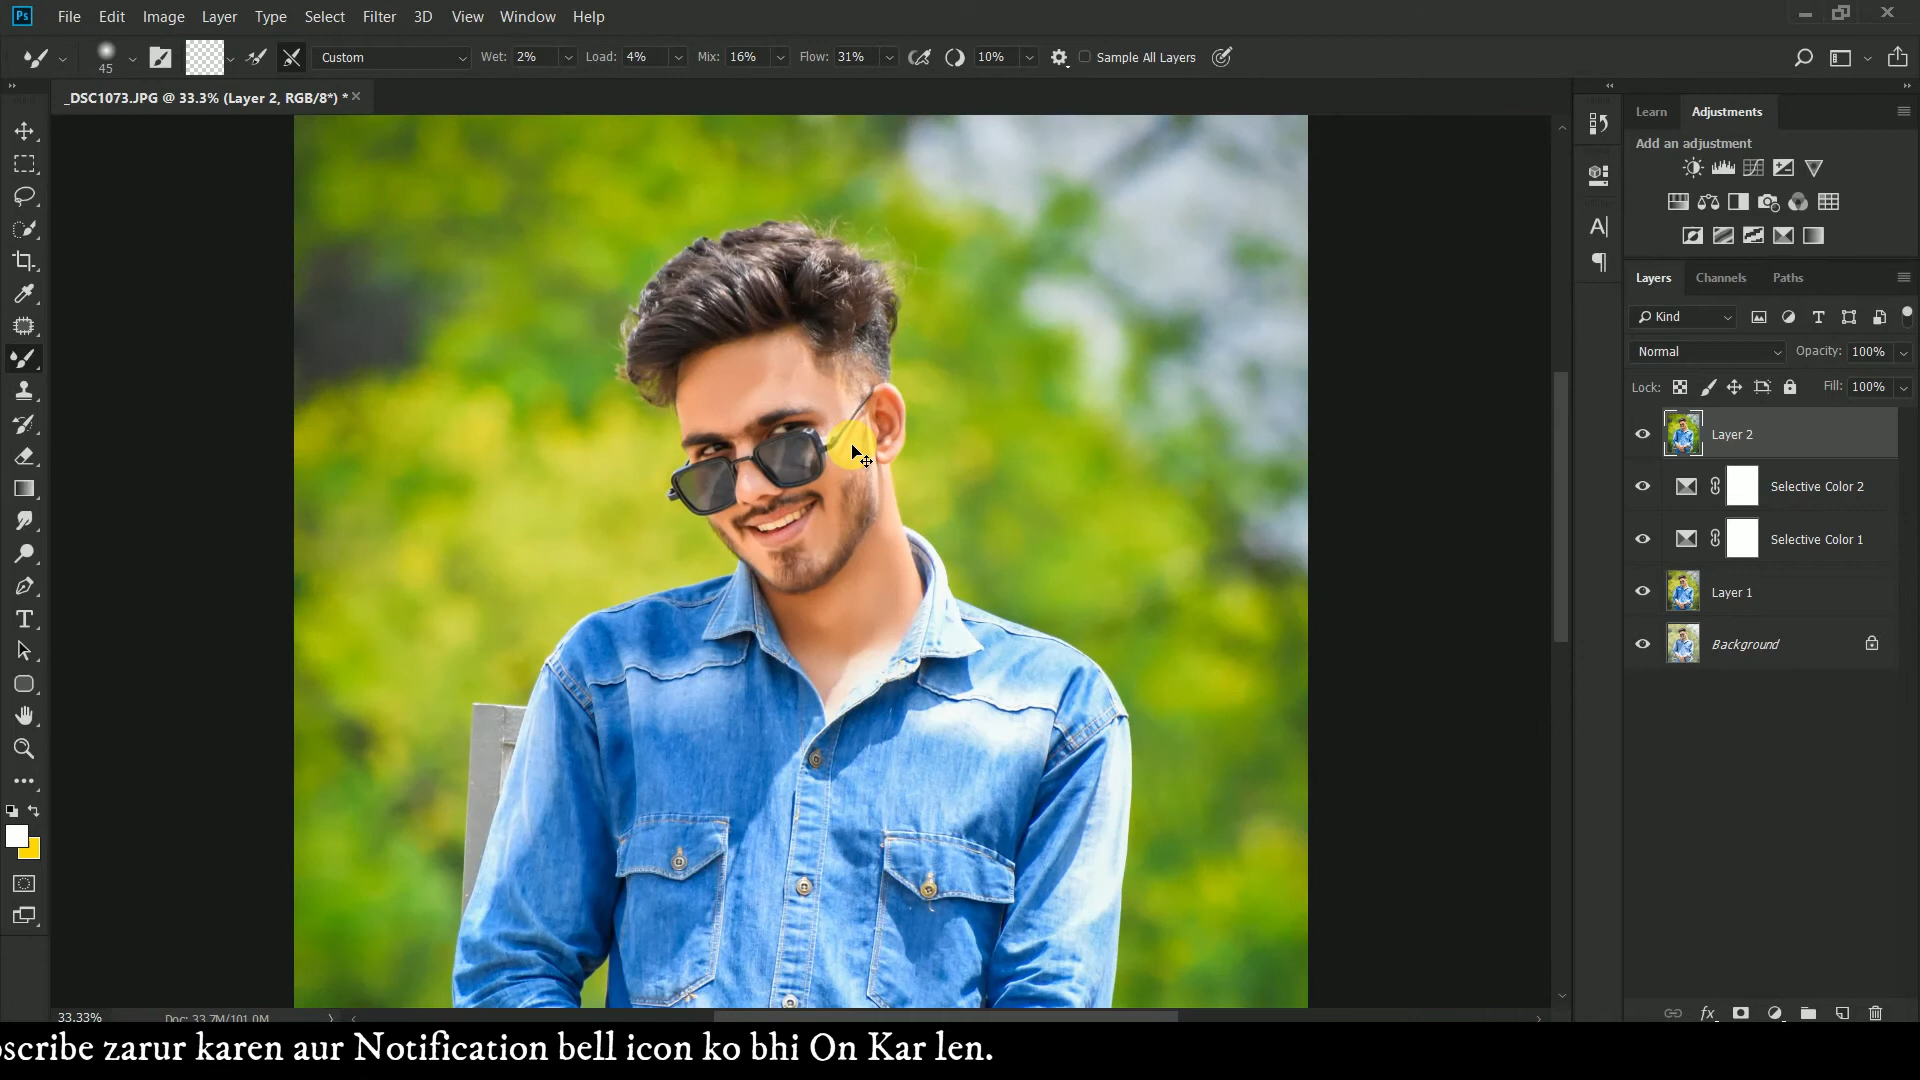 Ps File Edit Image Layer Type Select Filter 3D View Window Help
45 Custom Wet: 2% Load: 4% Mix: 16% Flow: 31% 10% Sample All Layers
_DSC1073.JPG @ 33.3% (Layer 2, RGB/8*) *
Learn Adjustments
Add an adjustment
Layers Channels Paths
Kind
Normal Opacity: 100%
Lock: Fill: 100%
Layer 2
Selective Color 2
Selective Color 1
Layer 1
Background
33.33% Doc: 33.7M/101.0M
scribe zarur karen aur Notification bell icon ko bhi On Kar len.